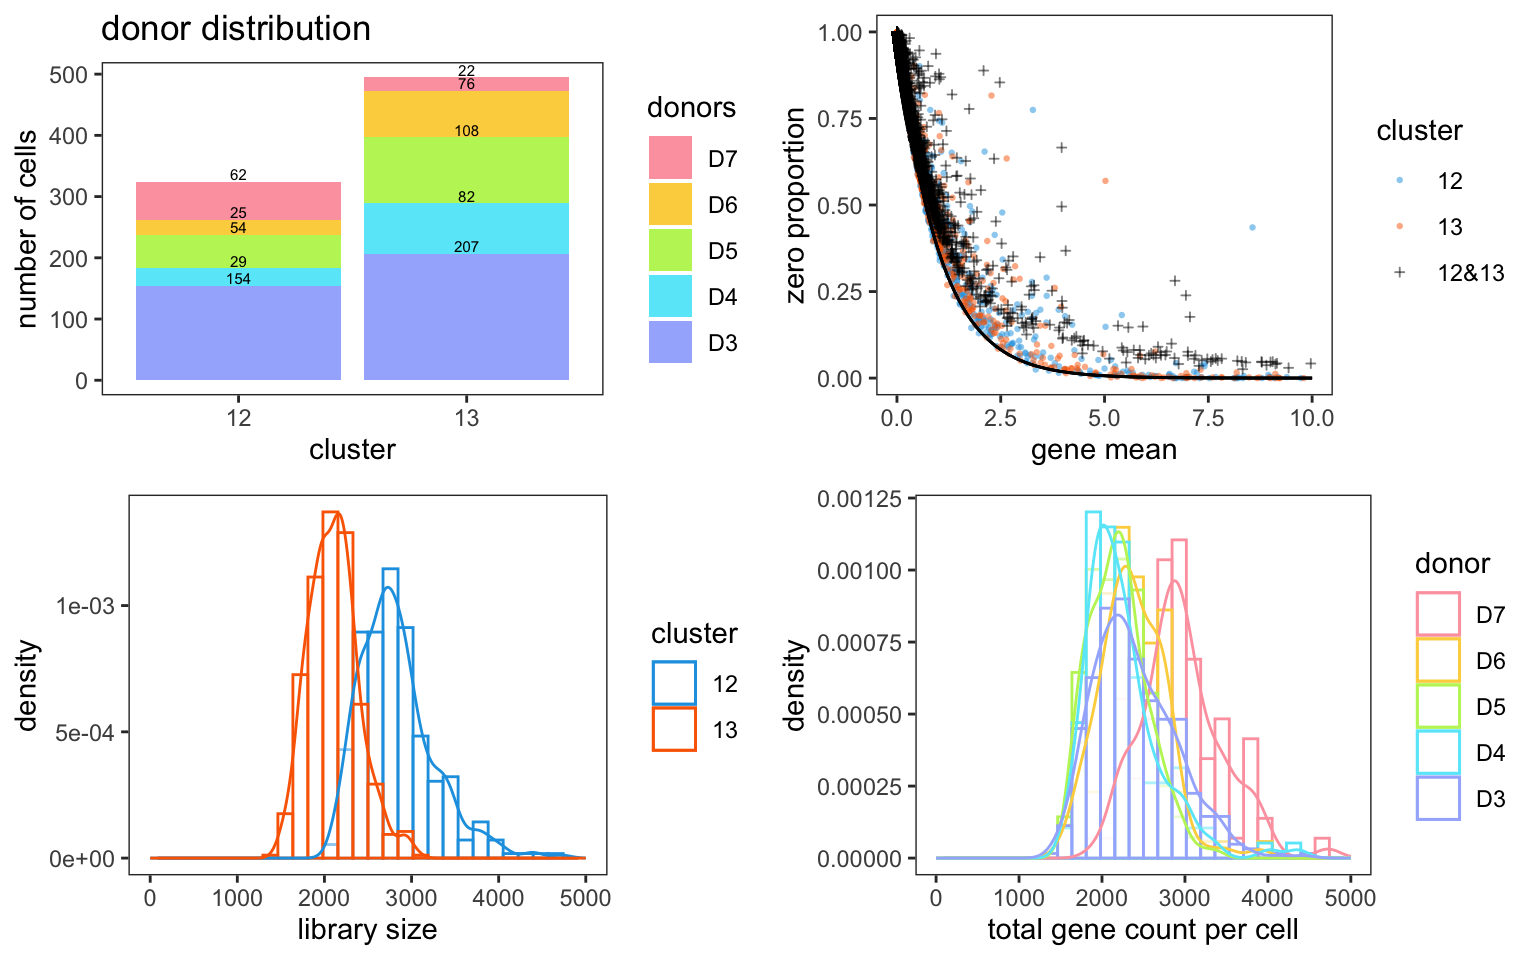 donor distribution
number of cells
500
400
300
200
100
0
62
25
54
29
154
22
76
108
82
207
12
13
cluster
donors
D7
D6
D5
D4
D3
zero proportion
1.00
0.75
0.50
0.25
0.00
0.0
2.5
5.0
7.5
10.0
gene mean
cluster
12
13
12&13
density
1e-03
5e-04
0e+00
0
1000
2000
3000
4000
5000
library size
cluster
12
13
density
0.00125
0.00100
0.00075
0.00050
0.00025
0.00000
0
1000
2000
3000
4000
5000
total gene count per cell
donor
D7
D6
D5
D4
D3